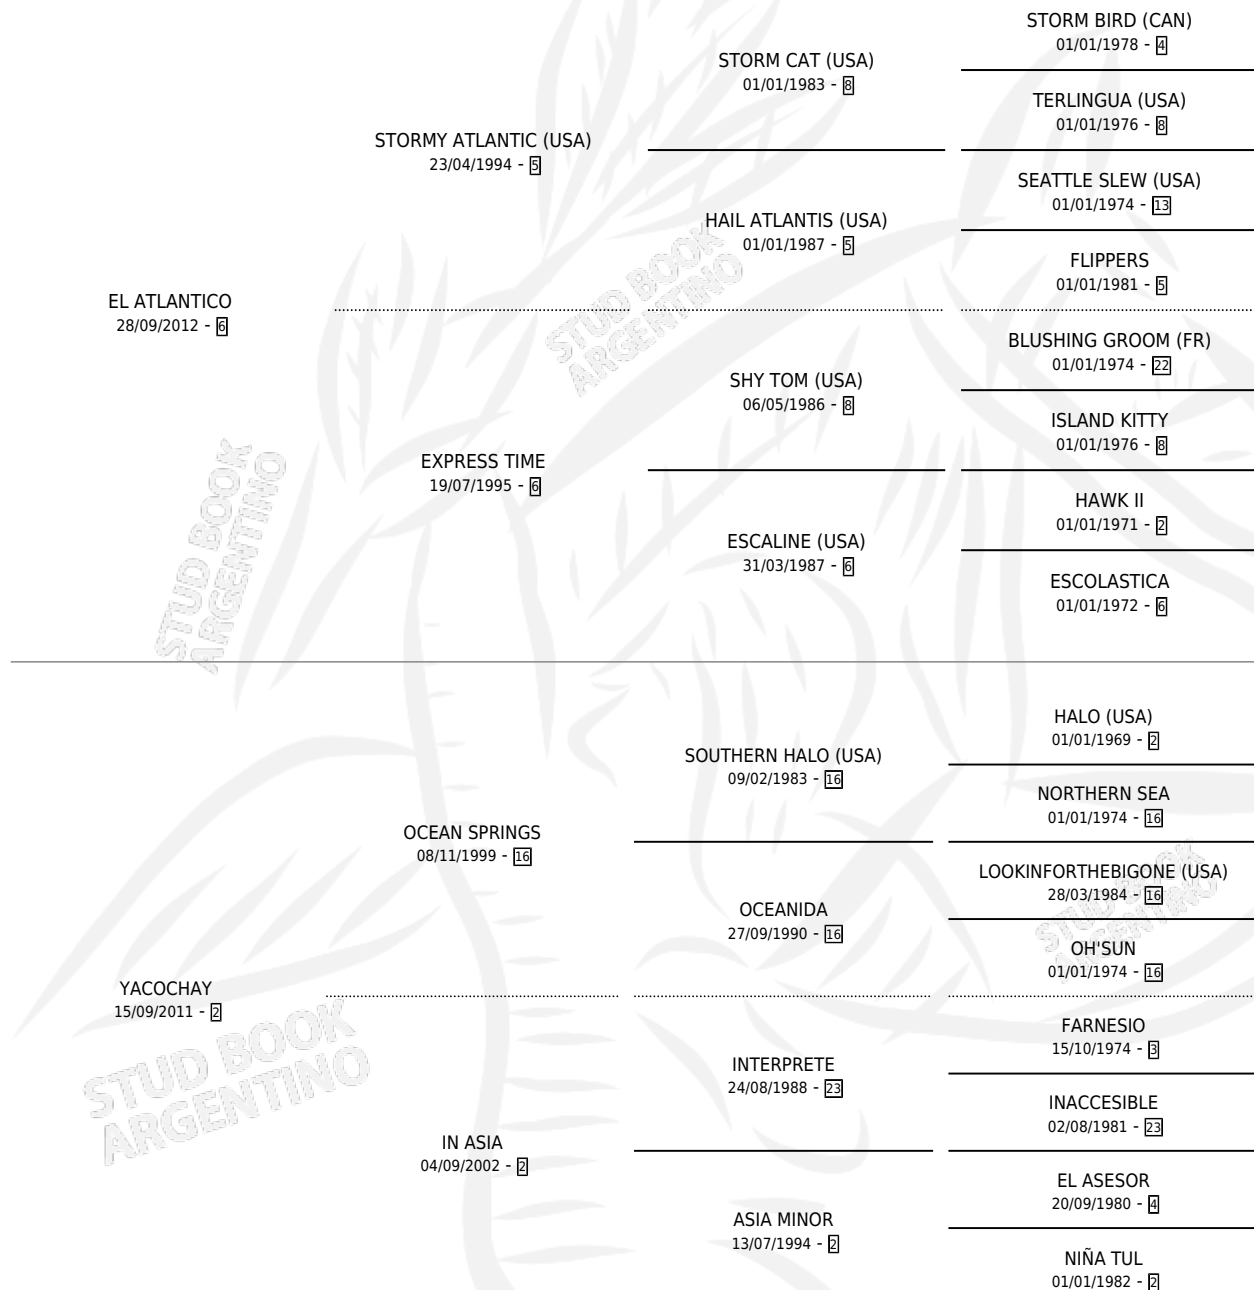 STORM BIRD (CAN)
01/01/1978 - 4
STORM CAT (USA)
01/01/1983 - 8
TERLINGUA (USA)
01/01/1976 - 8
STORMY ATLANTIC (USA)
23/04/1994 - 5
SEATTLE SLEW (USA)
01/01/1974 - 13
HAIL ATLANTIS (USA)
01/01/1987 - 5
FLIPPERS
01/01/1981 - 5
EL ATLANTICO
28/09/2012 - 6
STUD BOOK
ARGENTINO
BLUSHING GROOM (FR)
01/01/1974 - 22
SHY TOM (USA)
06/05/1986 - 8
ISLAND KITTY
01/01/1976 - 8
EXPRESS TIME
19/07/1995 - 6
HAWK II
01/01/1971 - 2
ESCALINE (USA)
31/03/1987 - 6
ESCOLASTICA
01/01/1972 - 6
STUD BOOK
ARGENTINO
HALO (USA)
01/01/1969 - 2
SOUTHERN HALO (USA)
09/02/1983 - 16
NORTHERN SEA
01/01/1974 - 16
OCEAN SPRINGS
08/11/1999 - 16
LOOKINFORTHEBIGONE (USA)
28/03/1984 - 16
OCEANIDA
27/09/1990 - 16
STUD BOOK
ARGENTINO
OH'SUN
01/01/1974 - 16
YACOCHAY
15/09/2011 - 2
FARNESIO
15/10/1974 - 3
INTERPRETE
24/08/1988 - 23
INACCESIBLE
02/08/1981 - 23
STUD BOOK
ARGENTINO
IN ASIA
04/09/2002 - 2
EL ASESOR
20/09/1980 - 4
ASIA MINOR
13/07/1994 - 2
NIÑA TUL
01/01/1982 - 2